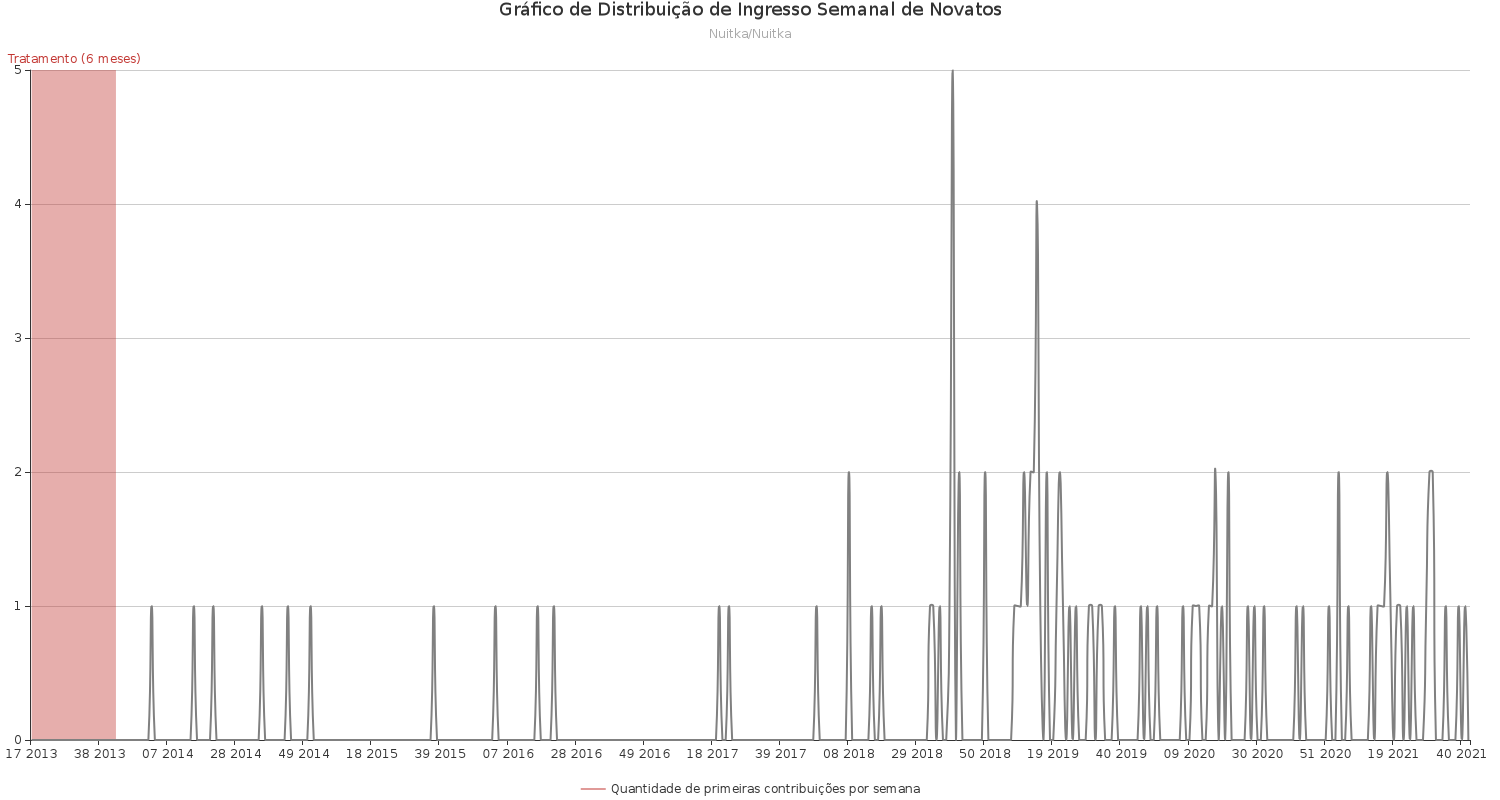 Gráfico de Distribuição de Ingresso Semanal de Novatos
Nuitka/Nuitka
Tratamento (6 meses)
5
4
3
2
1
0
17 2013 38 2013 07 2014 28 2014 49 2014 18 2015 39 2015 07 2016 28 2016 49 2016 18 2017 39 2017 08 2018 29 2018 50 2018 19 2019 40 2019 09 2020 30 2020 51 2020 19 2021 40 2021
Quantidade de primeiras contribuições por semana